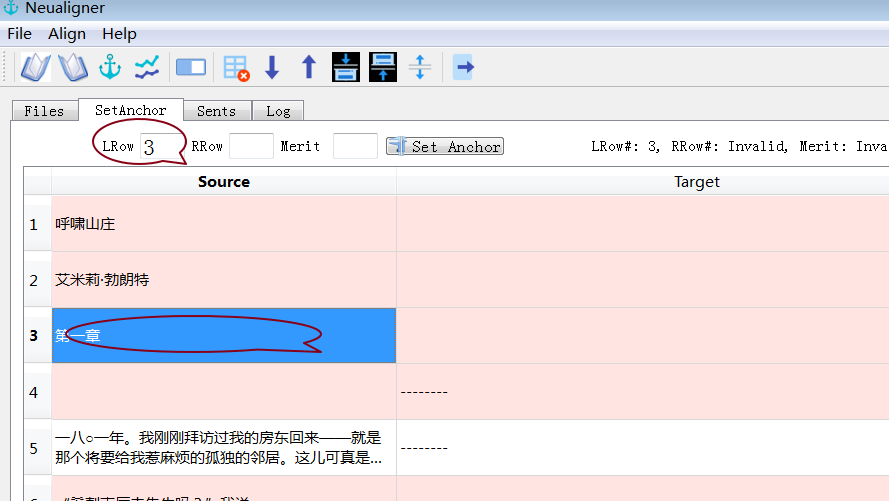 Neualigner
File Align Help
Files SetAnchor Sents Log
LRow 3 RRow Merit Set Anchor LRow#: 3, RRow#: Invalid, Merit: Inva
Source Target
1 呼啸山庄
2 艾米莉·勃朗特
3 第一章
4 --------
5 一八○一年。我刚刚拜访过我的房东回来——就是
那个将要给我惹麻烦的孤独的邻居。这儿可真是...
--------